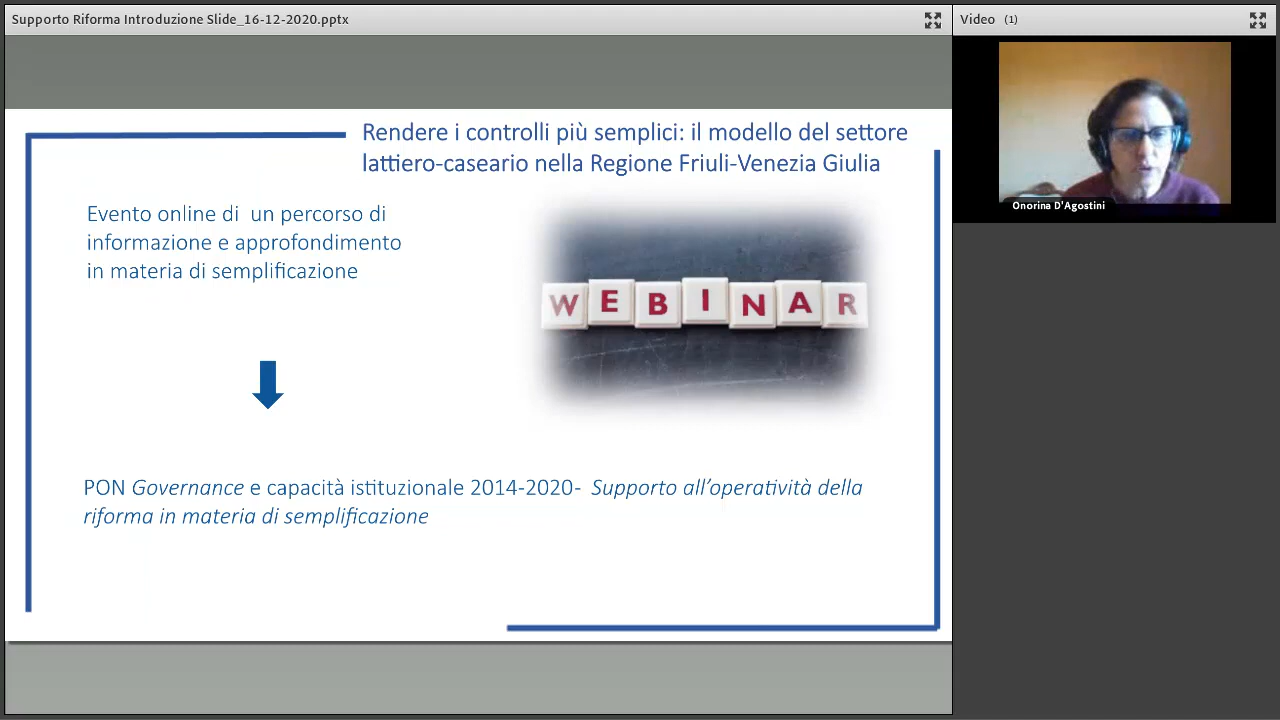 Supporto Riforma Introduzione Slide_16-12-2020.pptx
Video (1)
Onorina D'Agostini
Rendere i controlli più semplici: il modello del settore
lattiero-caseario nella Regione Friuli-Venezia Giulia
Evento online di un percorso di
informazione e approfondimento
in materia di semplificazione
WEBINAR
PON Governance e capacità istituzionale 2014-2020- Supporto all’operatività della
riforma in materia di semplificazione